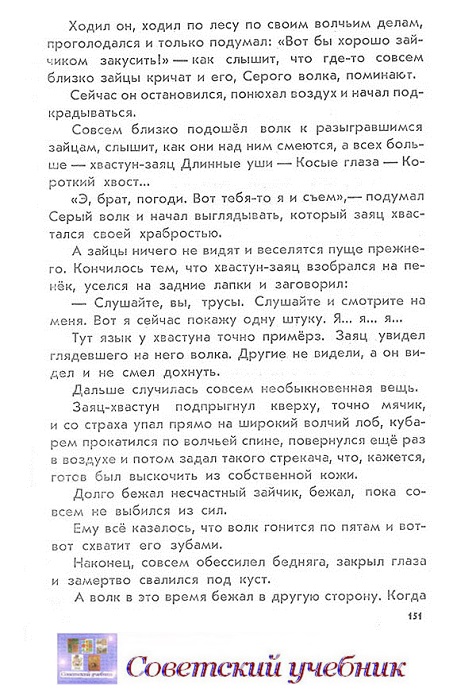 Ходил он, ходил по лесу по своим волчьим делам,
проголодался и только подумал: «Вот бы хорошо зай-
чиком закусить!» — как слышит, что где-то совсем
близко зайцы кричат и его, Серого волка, поминают.
Сейчас он остановился, понюхал воздух и начал под-
крадываться.
Совсем близко подошёл волк к разыгравшимся
зайцам, слышит, как они над ним смеются, а всех боль-
ше — хвастун-заяц Длинные уши — Косые глаза — Ко-
роткий хвост...
«Э, брат, погоди. Вот тебя-то я и съем»,— подумал
Серый волк и начал выглядывать, который заяц хвас-
тался своей храбростью.
А зайцы ничего не видят и веселятся пуще прежне-
го. Кончилось тем, что хвастун-заяц взобрался на пе-
нёк, уселся на задние лапки и заговорил:
— Слушайте, вы, трусы. Слушайте и смотрите на
меня. Вот я сейчас покажу одну штуку. Я... я... я...
Тут язык у хвастуна точно примёрз. Заяц увидел
глядевшего на него волка. Другие не видели, а он ви-
дел и не смел дохнуть.
Дальше случилась совсем необыкновенная вещь.
Заяц-хвастун подпрыгнул кверху, точно мячик,
и со страха упал прямо на широкий волчий лоб, куба-
рем прокатился по волчьей спине, повернулся ещё раз
в воздухе и потом задал такого стрекача, что, кажется,
готов был выскочить из собственной кожи.
Долго бежал несчастный зайчик, бежал, пока со-
всем не выбился из сил.
Ему всё казалось, что волк гонится по пятам и вот-
вот схватит его зубами.
Наконец, совсем обессилел бедняга, закрыл глаза
и замертво свалился под куст.
А волк в это время бежал в другую сторону. Когда
151
Советский учебник